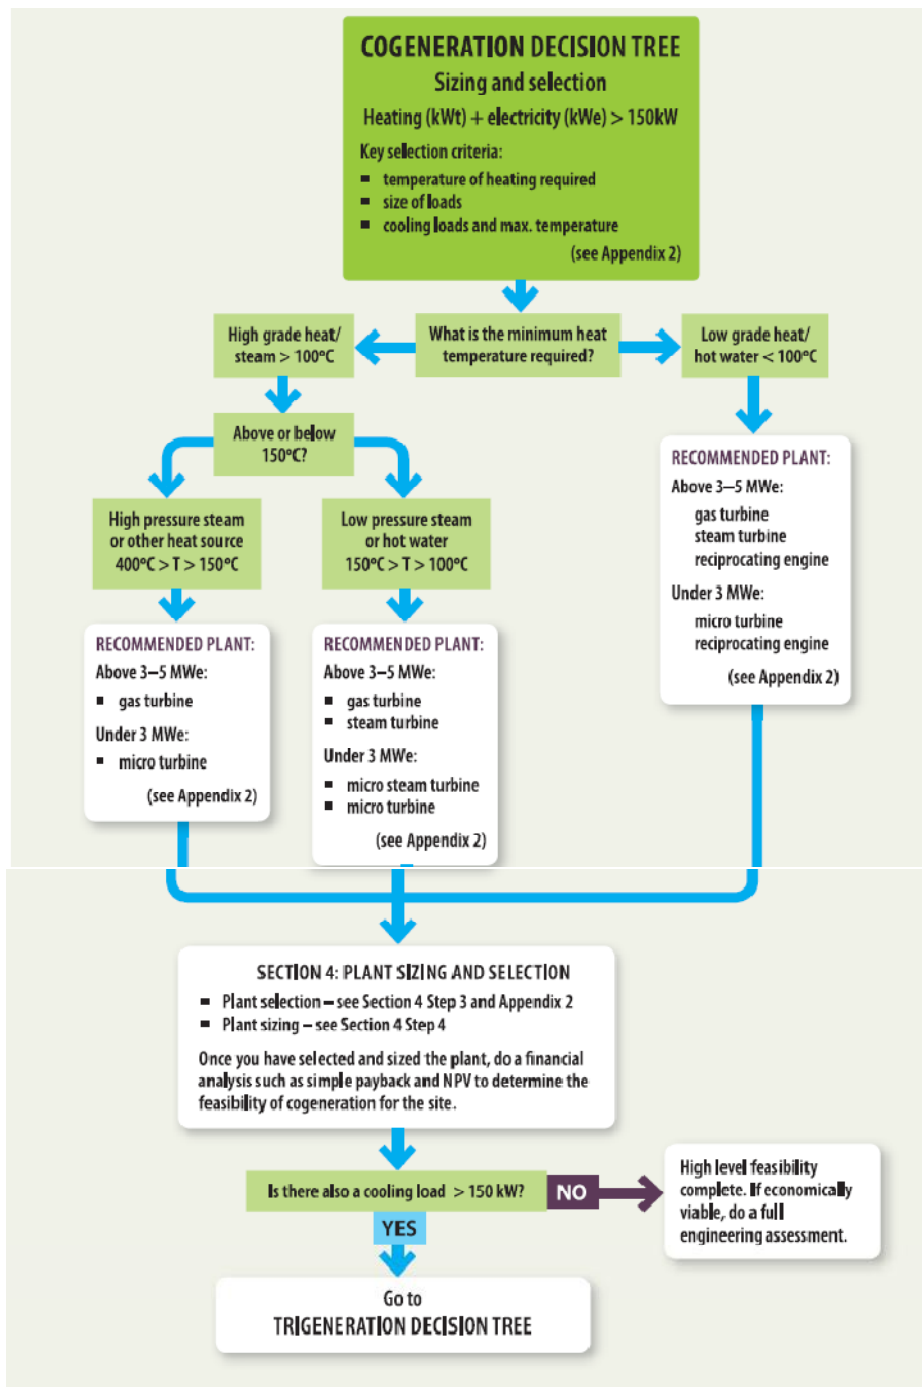 COGENERATION DECISION TREE
Sizing and selection
Heating (kWt) + electricity (kWe) > 150kW
Key selection criteria:
▪ temperature of heating required
▪ size of loads
▪ cooling loads and max. temperature
(see Appendix 2)
High grade heat/
steam > 100°C
What is the minimum heat
temperature required?
Low grade heat/
hot water < 100°C
Above or below
150°C?
High pressure steam
or other heat source
400°C > T > 150°C
Low pressure steam
or hot water
150°C > T > 100°C
RECOMMENDED PLANT:
Above 3–5 MWe:
▪ gas turbine
Under 3 MWe:
▪ micro turbine
(see Appendix 2)
RECOMMENDED PLANT:
Above 3–5 MWe:
▪ gas turbine
▪ steam turbine
Under 3 MWe:
▪ micro steam turbine
▪ micro turbine
(see Appendix 2)
RECOMMENDED PLANT:
Above 3–5 MWe:
gas turbine
steam turbine
reciprocating engine
Under 3 MWe:
micro turbine
reciprocating engine
(see Appendix 2)
SECTION 4: PLANT SIZING AND SELECTION
▪ Plant selection – see Section 4 Step 3 and Appendix 2
▪ Plant sizing – see Section 4 Step 4
Once you have selected and sized the plant, do a financial
analysis such as simple payback and NPV to determine the
feasibility of cogeneration for the site.
Is there also a cooling load > 150 kW?
NO
High level feasibility
complete. If economically
viable, do a full
engineering assessment.
YES
Go to
TRIGENERATION DECISION TREE